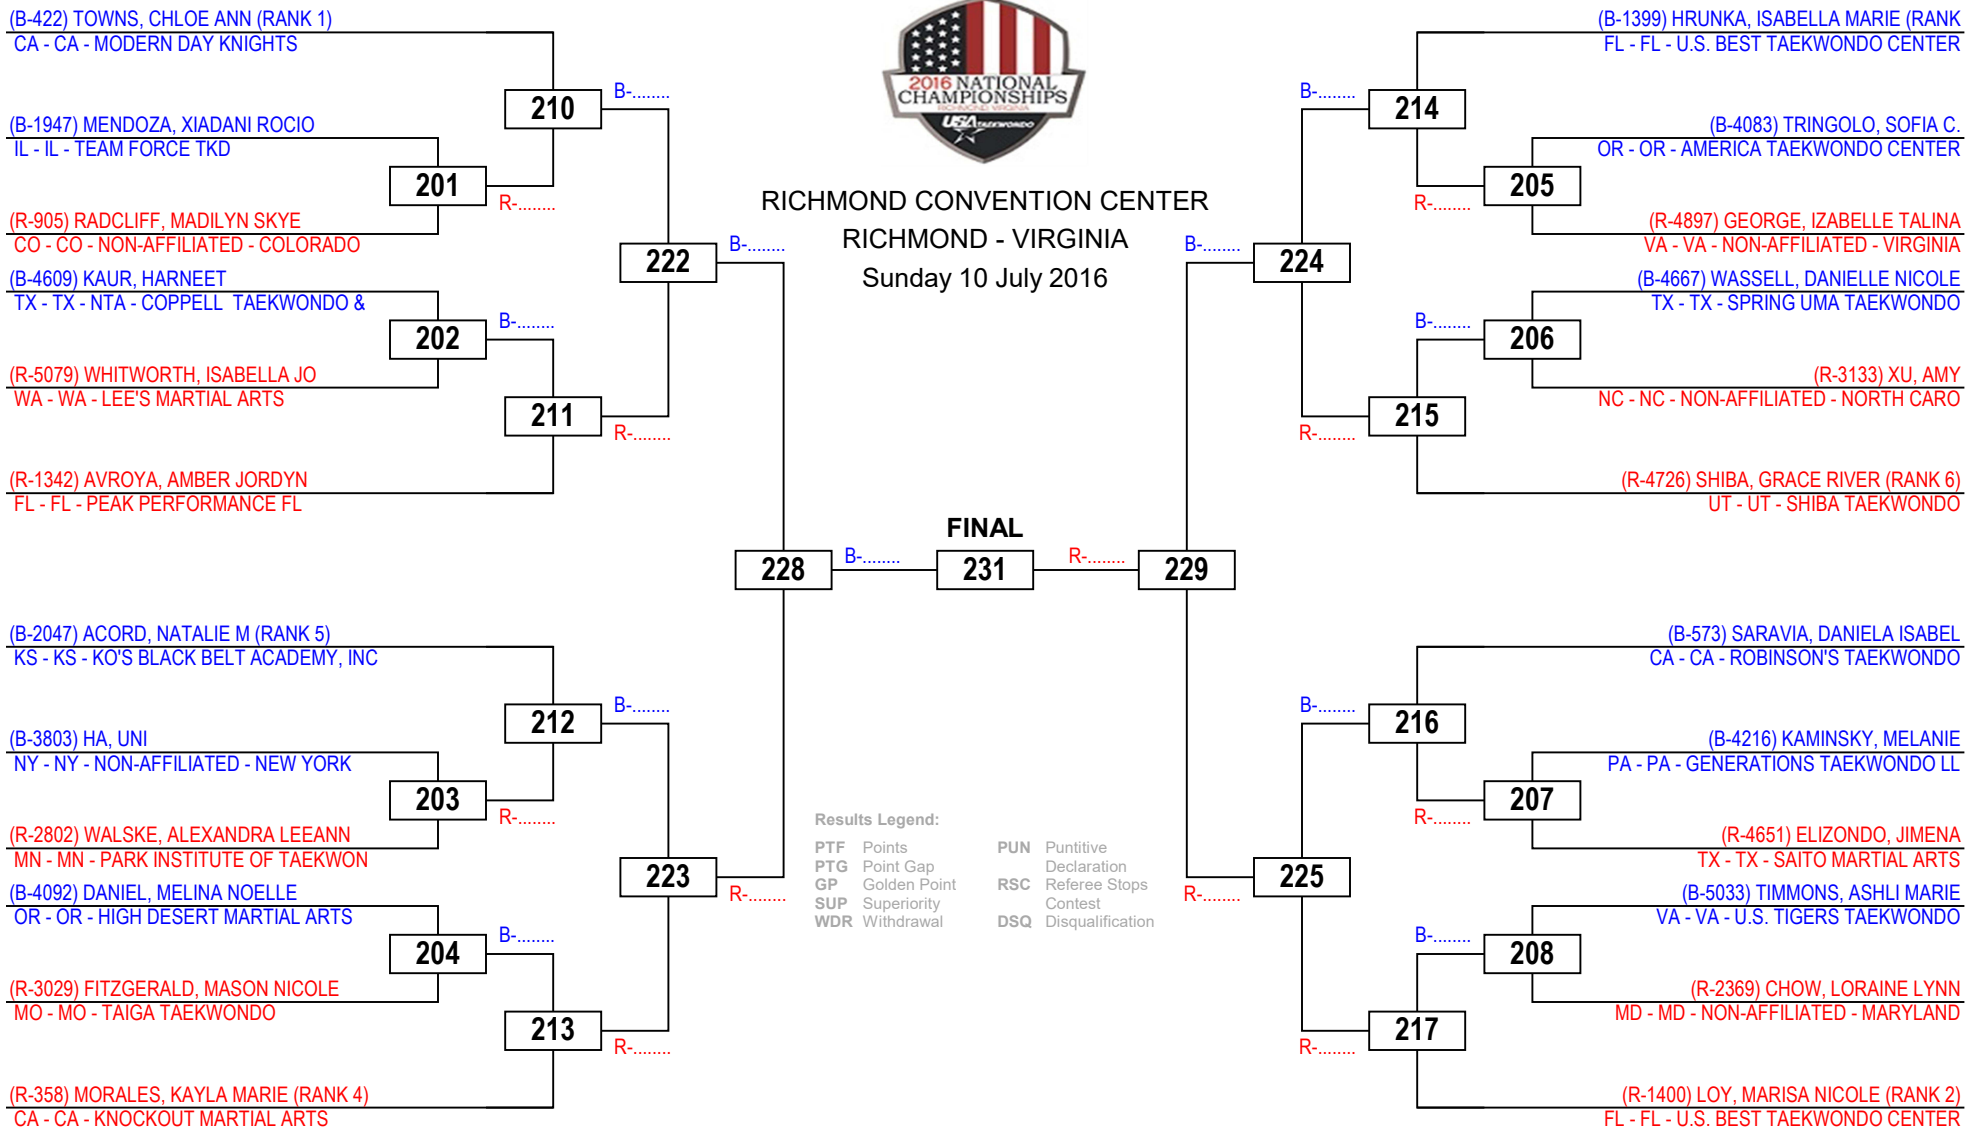 (B-422) TOWNS, CHLOE ANN (RANK 1)
CA - CA - MODERN DAY KNIGHTS
210
B-........
(B-1947) MENDOZA, XIADANI ROCIO
IL - IL - TEAM FORCE TKD
201
R-........
(R-905) RADCLIFF, MADILYN SKYE
CO - CO - NON-AFFILIATED - COLORADO
222
B-........
(B-4609) KAUR, HARNEET
TX - TX - NTA - COPPELL TAEKWONDO &
202
B-........
(R-5079) WHITWORTH, ISABELLA JO
WA - WA - LEE'S MARTIAL ARTS
211
R-........
(R-1342) AVROYA, AMBER JORDYN
FL - FL - PEAK PERFORMANCE FL
228
B-........
(B-2047) ACORD, NATALIE M (RANK 5)
KS - KS - KO'S BLACK BELT ACADEMY, INC
212
B-........
(B-3803) HA, UNI
NY - NY - NON-AFFILIATED - NEW YORK
203
R-........
(R-2802) WALSKE, ALEXANDRA LEEANN
MN - MN - PARK INSTITUTE OF TAEKWON
223
R-........
(B-4092) DANIEL, MELINA NOELLE
OR - OR - HIGH DESERT MARTIAL ARTS
204
B-........
(R-3029) FITZGERALD, MASON NICOLE
MO - MO - TAIGA TAEKWONDO
213
R-........
(R-358) MORALES, KAYLA MARIE (RANK 4)
CA - CA - KNOCKOUT MARTIAL ARTS
2016 NATIONAL
CHAMPIONSHIPS
RICHMOND, VIRGINIA
USA TAEKWONDO
RICHMOND CONVENTION CENTER
RICHMOND - VIRGINIA
Sunday 10 July 2016
FINAL
231
Results Legend:
PTF Points
PTG Point Gap
GP Golden Point
SUP Superiority
WDR Withdrawal
PUN Puntitive
Declaration
RSC Referee Stops
Contest
DSQ Disqualification
(B-1399) HRUNKA, ISABELLA MARIE (RANK
FL - FL - U.S. BEST TAEKWONDO CENTER
B-........
214
(B-4083) TRINGOLO, SOFIA C.
OR - OR - AMERICA TAEKWONDO CENTER
205
R-........
(R-4897) GEORGE, IZABELLE TALINA
VA - VA - NON-AFFILIATED - VIRGINIA
B-........
224
(B-4667) WASSELL, DANIELLE NICOLE
TX - TX - SPRING UMA TAEKWONDO
B-........
206
(R-3133) XU, AMY
NC - NC - NON-AFFILIATED - NORTH CARO
215
R-........
(R-4726) SHIBA, GRACE RIVER (RANK 6)
UT - UT - SHIBA TAEKWONDO
R-........
229
(B-573) SARAVIA, DANIELA ISABEL
CA - CA - ROBINSON'S TAEKWONDO
B-........
216
(B-4216) KAMINSKY, MELANIE
PA - PA - GENERATIONS TAEKWONDO LL
207
R-........
(R-4651) ELIZONDO, JIMENA
TX - TX - SAITO MARTIAL ARTS
225
R-........
(B-5033) TIMMONS, ASHLI MARIE
VA - VA - U.S. TIGERS TAEKWONDO
B-........
208
(R-2369) CHOW, LORAINE LYNN
MD - MD - NON-AFFILIATED - MARYLAND
217
R-........
(R-1400) LOY, MARISA NICOLE (RANK 2)
FL - FL - U.S. BEST TAEKWONDO CENTER